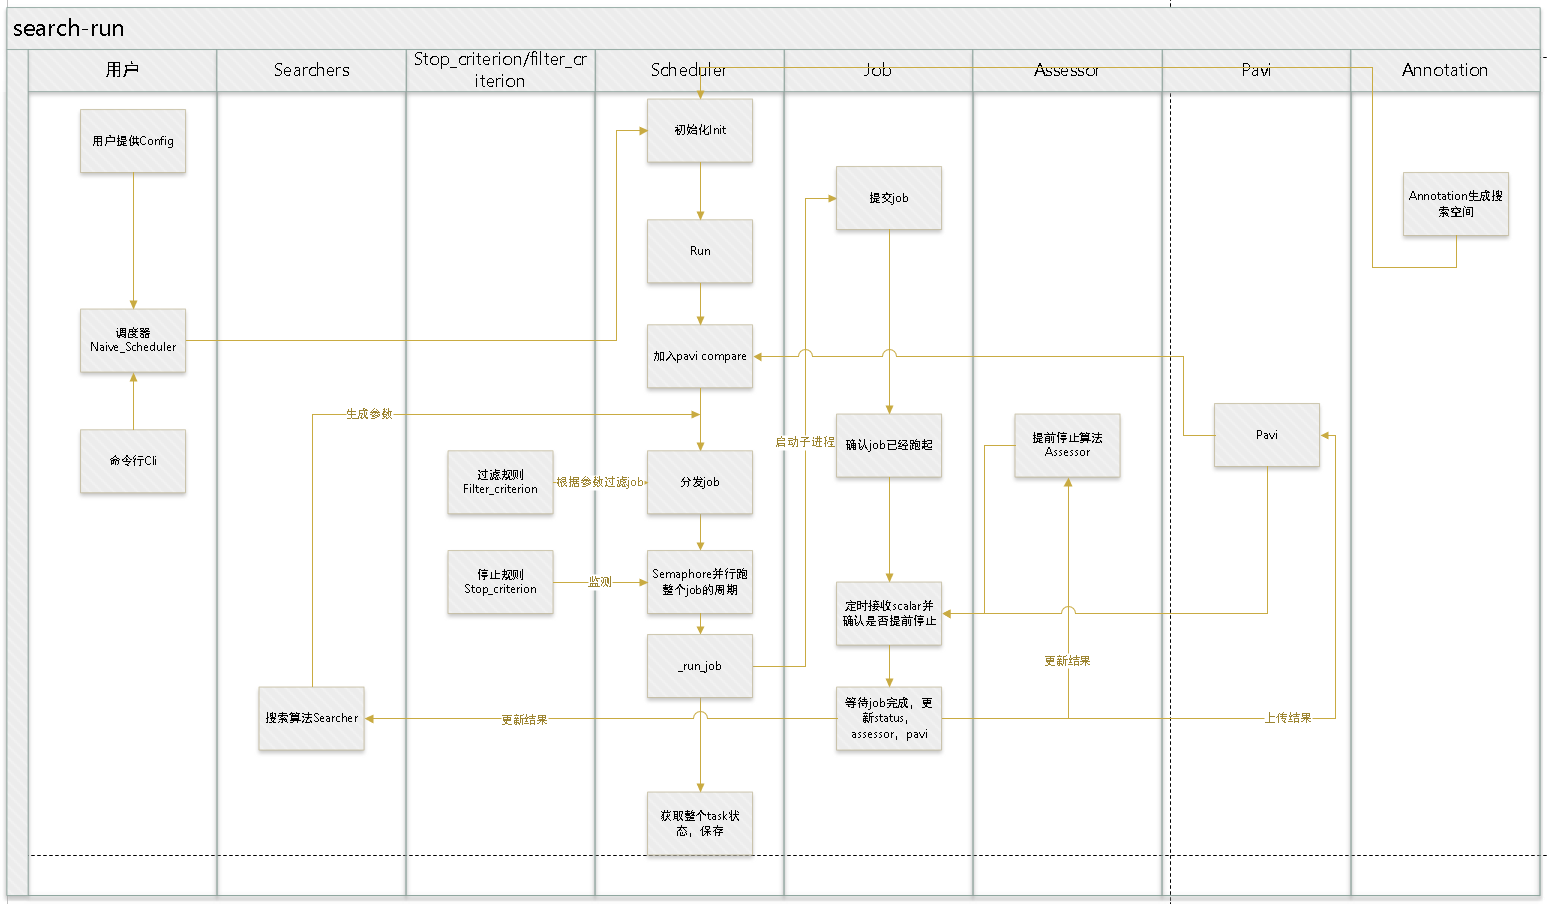 search-run
用户
Searchers
Stop_criterion/filter_cr
iterion
Scheduler
Job
Assessor
Pavi
Annotation
用户提供Config
调度器
Naive_Scheduler
命令行Cli
搜索算法Searcher
生成参数
过滤规则
Filter_criterion
根据参数过滤job
停止规则
Stop_criterion
监测
初始化Init
Run
加入pavi compare
分发job
Semaphore并行跑
整个job的周期
_run_job
获取整个task状
态，保存
启动子进程
提交job
确认job已经跑起
定时接收scalar并
确认是否提前停止
等待job完成，更
新status，
assessor，pavi
更新结果
提前停止算法
Assessor
更新结果
Pavi
上传结果
Annotation生成搜
索空间